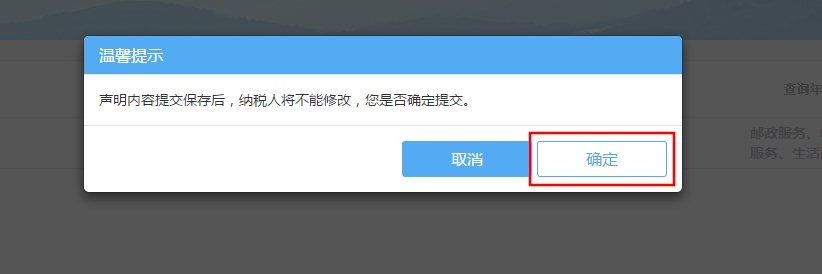 温馨提示
查询年
声明内容提交保存后，纳税人将不能修改，您是否确定提交。
邮政服务、
服务、生活
取消
确定